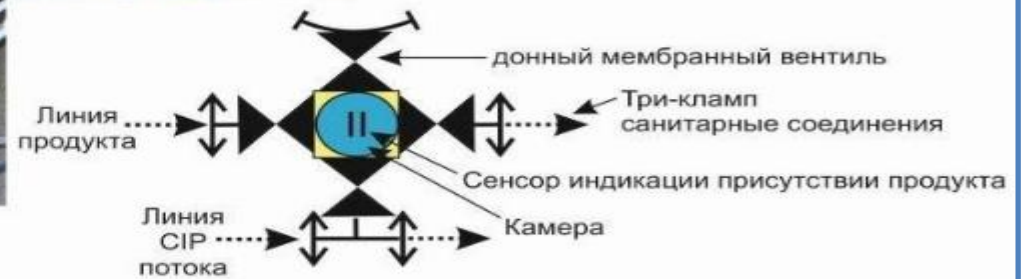 донный мембранный вентиль
Линия
продукта
Три-кламп
санитарные соединения
II
Сенсор индикации присутствии продукта
Камера
Линия
CIP
потока